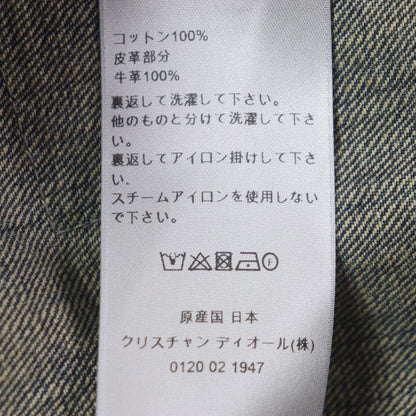 コットン100%
皮革部分
牛革100%
裏返して洗濯して下さい。
他のものと分けて洗濯して下さ
い。
裏返してアイロン掛けして下さ
い.
スチームアイロンを使用しない
で下さい。
F
原産国 日本
クリスチャン ディオール(株)
0120 02 1947